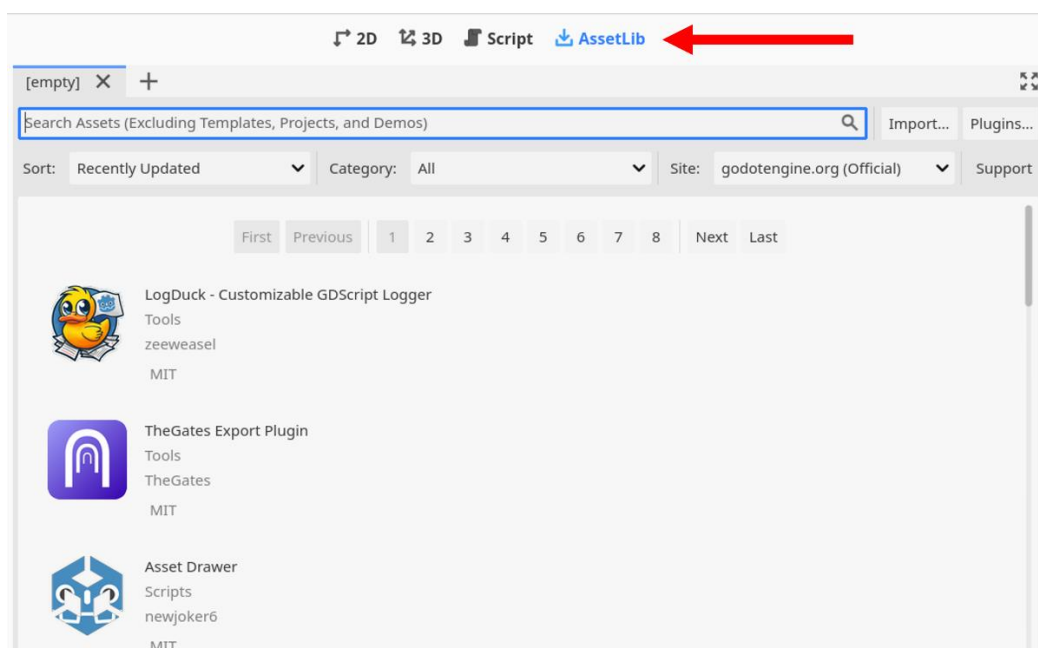 2D 3D Script AssetLib
[empty]
Search Assets (Excluding Templates, Projects, and Demos) Import... Plugins...
Sort: Recently Updated Category: All Site: godotengine.org (Official) Support
First Previous 1 2 3 4 5 6 7 8 Next Last
LogDuck - Customizable GDScript Logger
Tools
zeeweasel
MIT
TheGates Export Plugin
Tools
TheGates
MIT
Asset Drawer
Scripts
newjoker6
MIT